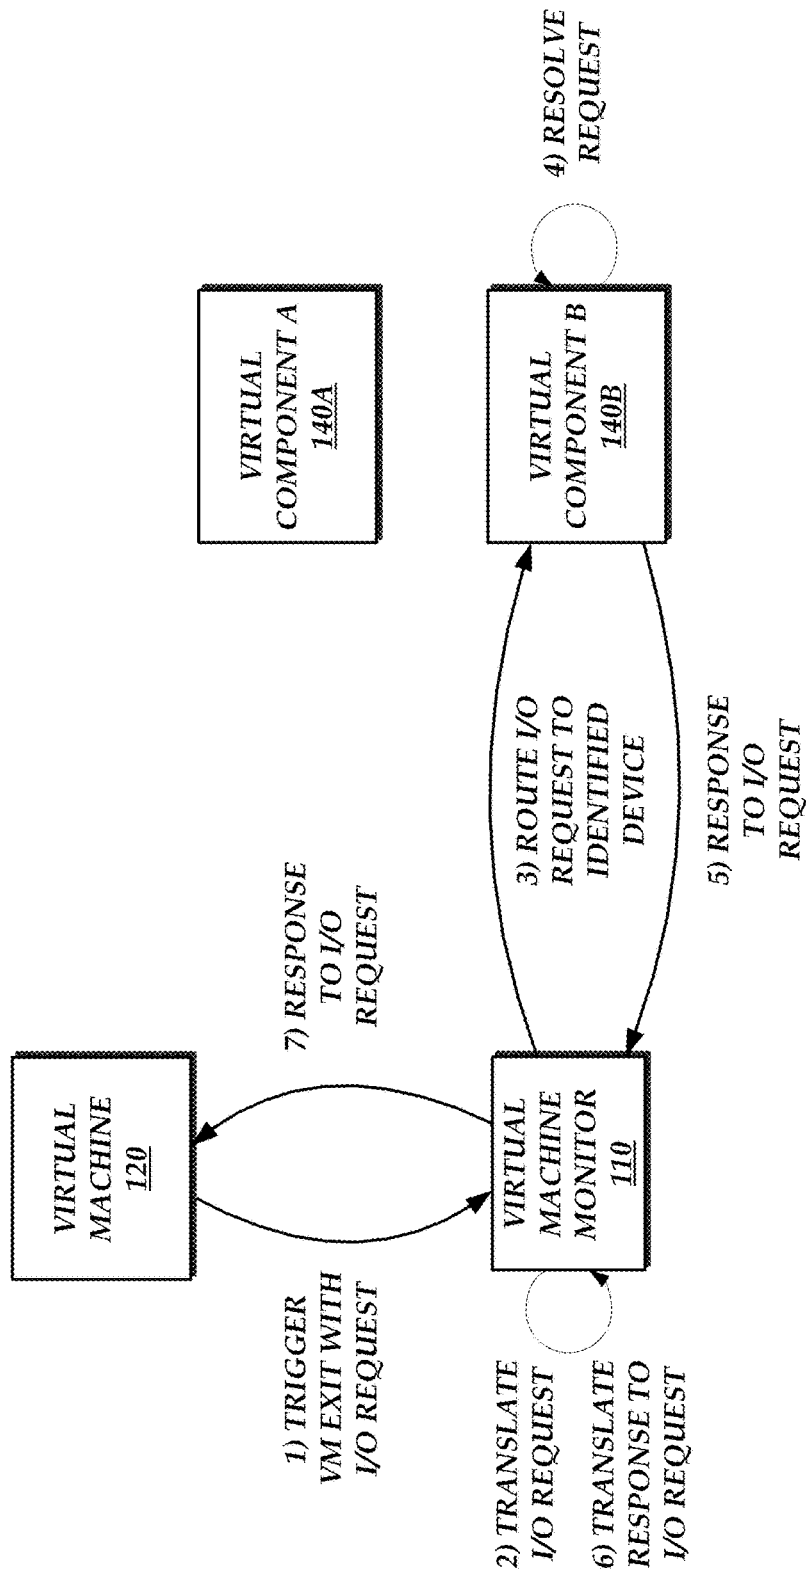 VIRTUAL
MACHINE
120
1) TRIGGER
VM EXIT WITH
I/O REQUEST
7) RESPONSE
TO I/O
REQUEST
VIRTUAL
COMPONENT A
140A
2) TRANSLATE
I/O REQUEST
6) TRANSLATE
RESPONSE TO
I/O REQUEST
VIRTUAL
MACHINE
MONITOR
110
3) ROUTE I/O
REQUEST TO
IDENTIFIED
DEVICE
5) RESPONSE
TO I/O
REQUEST
VIRTUAL
COMPONENT B
140B
4) RESOLVE
REQUEST